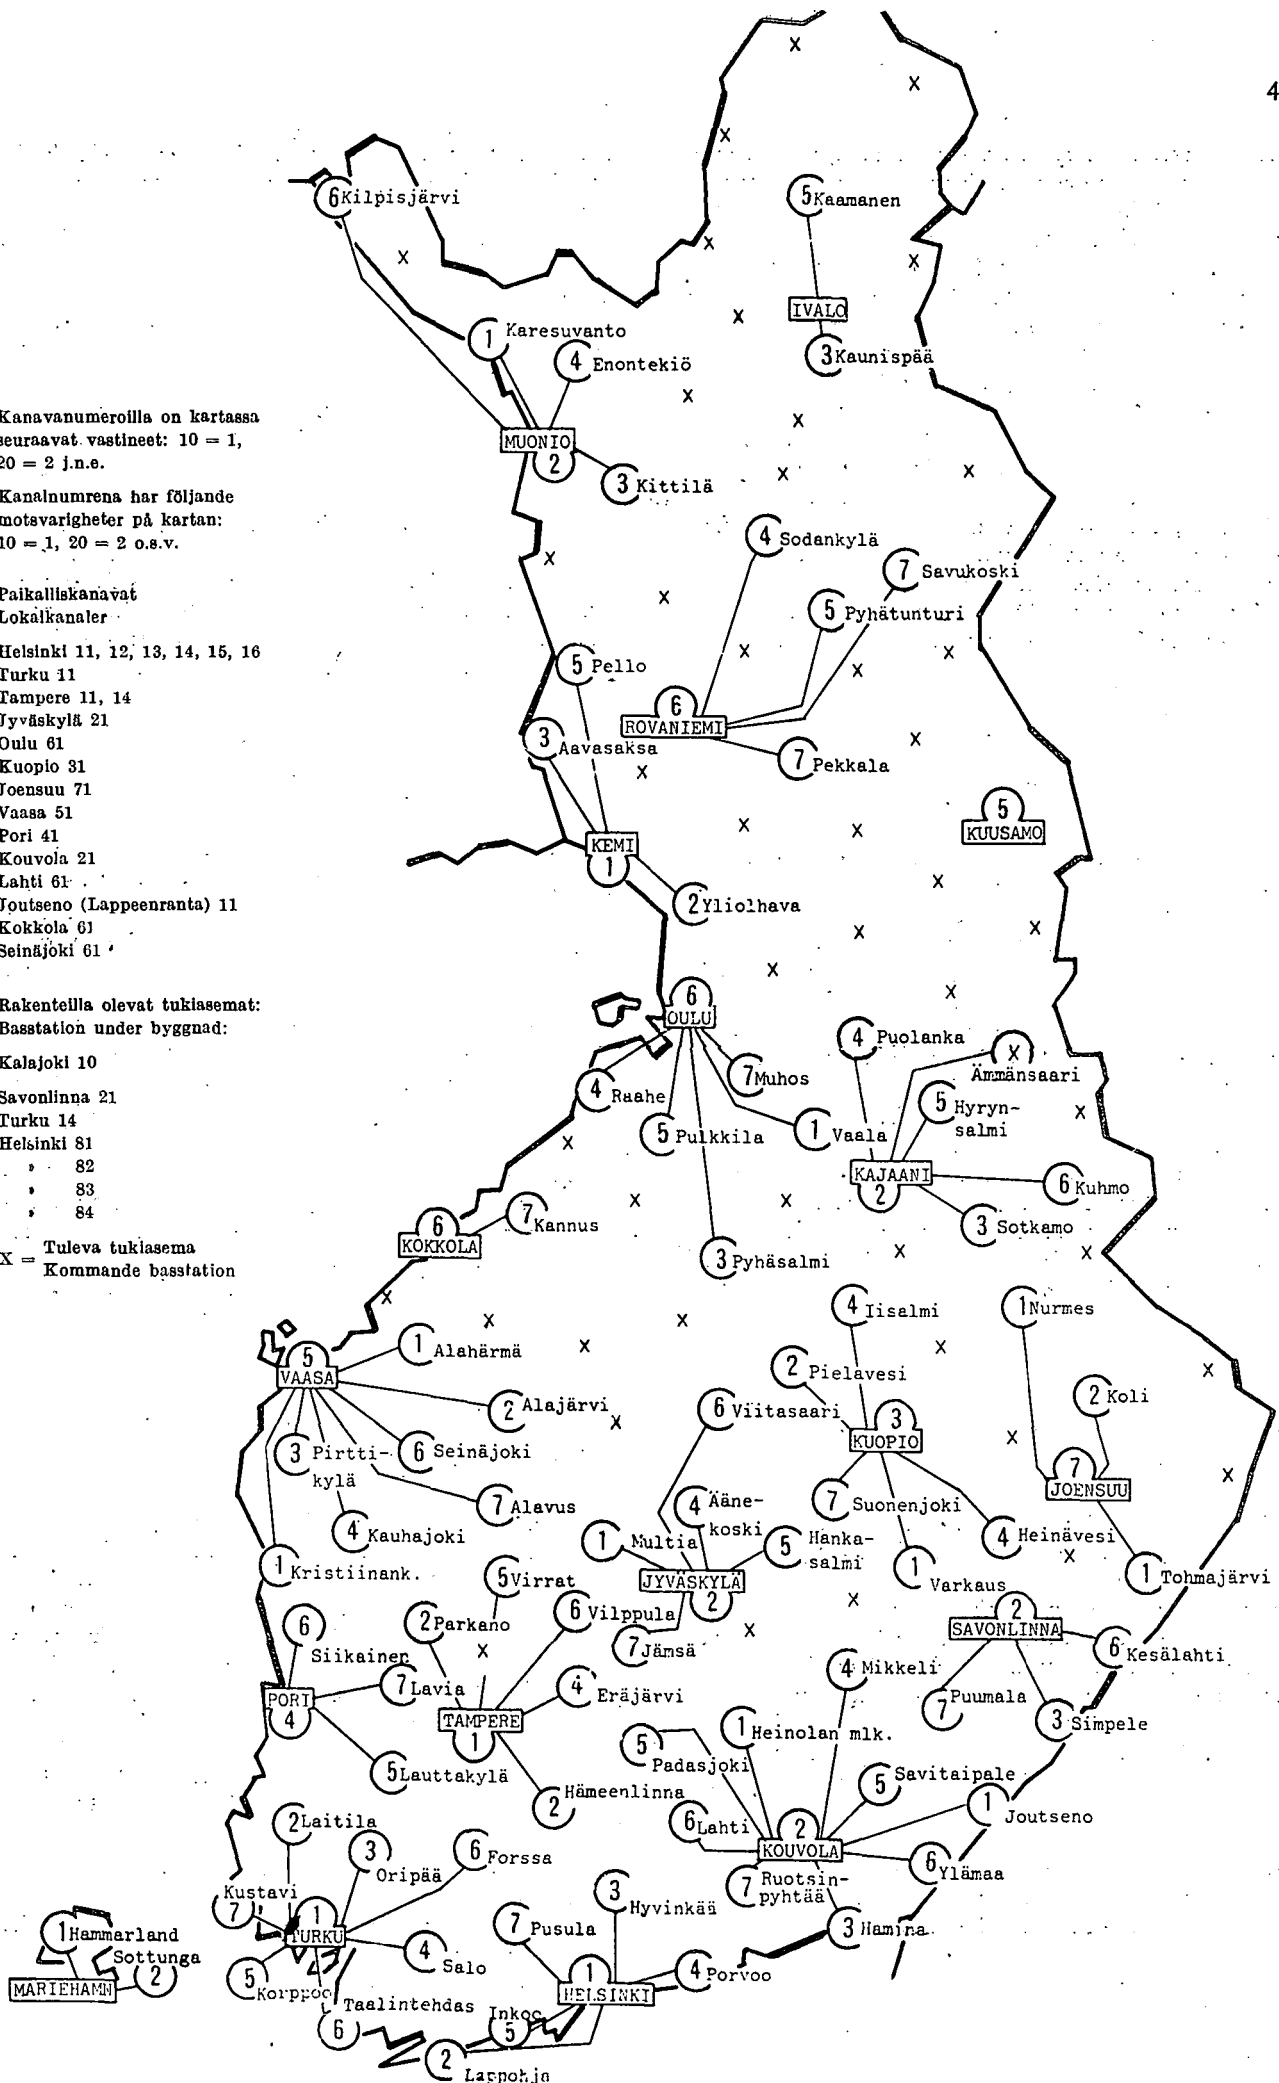 4
6 Kilpisjärvi
5 Kaamanen
IVALO
3 Kaunispää
1 Karesuvanto
4 Enontekiö
MUONIO
2
3 Kittilä
Kanavanumeroilla on kartassa
seuraavat vastineet: 10 = 1,
20 = 2 j.n.e.
Kanalnumrena har följande
motsvarigheter på kartan:
10 = 1, 20 = 2 o.s.v.
Paikalliskanavat
Lokalkanaler
Helsinki 11, 12, 13, 14, 15, 16
Turku 11
Tampere 11, 14
Jyväskylä 21
Oulu 61
Kuopio 31
Joensuu 71
Vaasa 51
Pori 41
Kouvola 21
Lahti 61
Joutseno (Lappeenranta) 11
Kokkola 61
Seinäjoki 61
Rakenteilla olevat tukiasemat:
Basstation under byggnad:
Kalajoki 10
Savonlinna 21
Turku 14
Helsinki 81
» 82
» 83
» 84
X = Tuleva tukiasema
Kommande basstation
4 Sodankylä
7 Savukoski
5 Pyhätunturi
5 Pello
6
ROVANIEMI
3 Aavasaksa
7 Pekkala
5
KUUSAMO
KEMI
1
2 Yliolhava
6
OULU
4 Puolanka
X
Ämmänsaari
7 Muhos
4 Raahe
5 Hyryn-
salmi
5 Pulkkila
1 Vaala
KAJAANI
2
6 Kuhmo
3 Sotkamo
6
KOKKOLA
7 Kannus
3 Pyhäsalmi
4 Iisalmi
1 Nurmes
5
VAASA
1 Alahärmä
2 Pielavesi
2 Alajärvi
6 Viitasaari
2 Koli
3
KUOPIO
3 Pirtti-
kylä
6 Seinäjoki
7
JOENSUU
7 Alavus
4 Ääne-
koski
7 Suonenjoki
4 Kauhajoki
1 Multia
5 Hanka-
salmi
4 Heinävesi
1 Kristiinank.
JYVÄSKYLÄ
2
1 Varkaus
1 Tohmajärvi
5 Virrat
2 Parkano
6 Vilppula
6
Siikainen
2
SAVONLINNA
7 Jämsä
6 Kesälahti
4 Mikkeli
7 Lavia
4 Eräjärvi
PORI
4
7 Puumala
3 Simpele
TAMPERE
1
1 Heinolan mlk.
5
Padasjoki
5 Lauttakylä
5 Savitaipale
2 Hämeenlinna
1 Joutseno
2 Laitila
6 Lahti
2
KOUVOLA
3
Oripää
6 Forssa
6 Ylämaa
7 Ruotsin-
pyhtää
Kustavi
7
3
Hyvinkää
1
TURKU
7 Pusula
3 Hamina
1 Hammarland
Sottunga
2
MARIEHAMN
4
Salo
5
Korppoo
4 Porvoo
1
HELSINKI
Taalintehdas
6
Inkoo
5
2
Lappohja